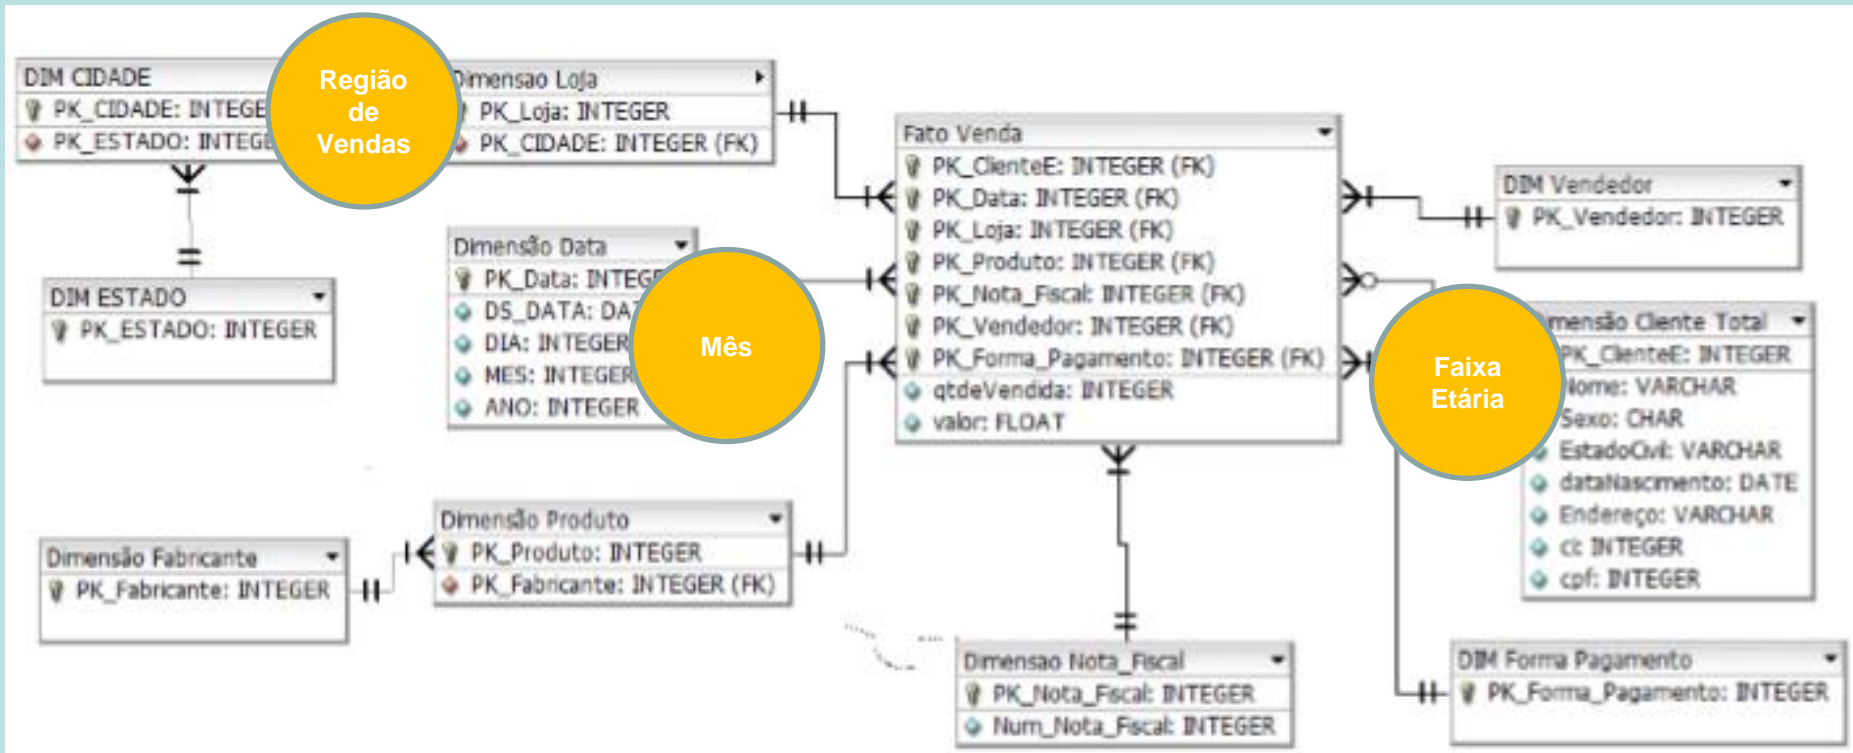 DIM CIDADE
PK_CIDADE: INTEGE
PK_ESTADO: INTEGE
Região
de
Vendas
Dimensao Loja
PK_Loja: INTEGER
PK_CIDADE: INTEGER (FK)
Fato Venda
PK_ClienteE: INTEGER (FK)
PK_Data: INTEGER (FK)
PK_Loja: INTEGER (FK)
PK_Produto: INTEGER (FK)
PK_Nota_Fiscal: INTEGER (FK)
PK_Vendedor: INTEGER (FK)
PK_Forma_Pagamento: INTEGER (FK)
qtdeVendida: INTEGER
valor: FLOAT
DIM Vendedor
PK_Vendedor: INTEGER
Dimensão Data
PK_Data: INTEG
DS_DATA: DA
DIA: INTEGER
MES: INTEGER
ANO: INTEGER
Mês
DIM ESTADO
PK_ESTADO: INTEGER
Faixa
Etária
mensão Cliente Total
PK_ClienteE: INTEGER
Nome: VARCHAR
Sexo: CHAR
EstadoCivil: VARCHAR
dataNascimento: DATE
Endereço: VARCHAR
ci: INTEGER
cpf: INTEGER
Dimensão Produto
PK_Produto: INTEGER
PK_Fabricante: INTEGER (FK)
Dimensão Fabricante
PK_Fabricante: INTEGER
Dimensao Nota_Fiscal
PK_Nota_Fiscal: INTEGER
Num_Nota_Fiscal: INTEGER
DIM Forma Pagamento
PK_Forma_Pagamento: INTEGER